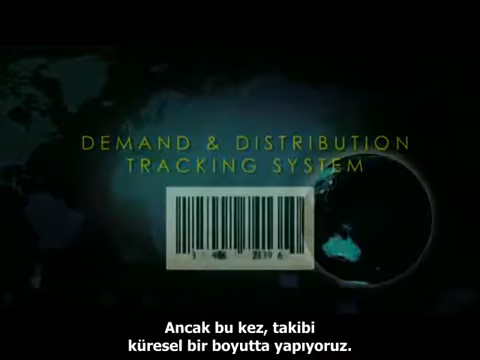 DEMAND & DISTRIBUTION
TRACKING SYSTEM
Ancak bu kez, takibi
küresel bir boyutta yapıyoruz.